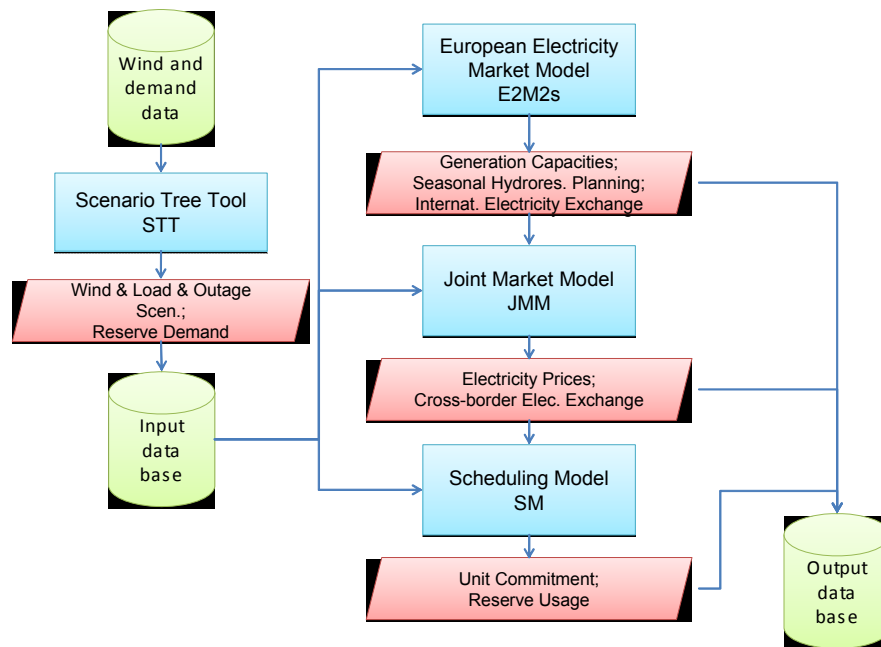 Wind and
demand
data
Scenario Tree Tool
STT
Wind & Load & Outage
Scen.;
Reserve Demand
Input
data
base
European Electricity
Market Model
E2M2s
Generation Capacities;
Seasonal Hydrores. Planning;
Internat. Electricity Exchange
Joint Market Model
JMM
Electricity Prices;
Cross-border Elec. Exchange
Scheduling Model
SM
Unit Commitment;
Reserve Usage
Output
data
base